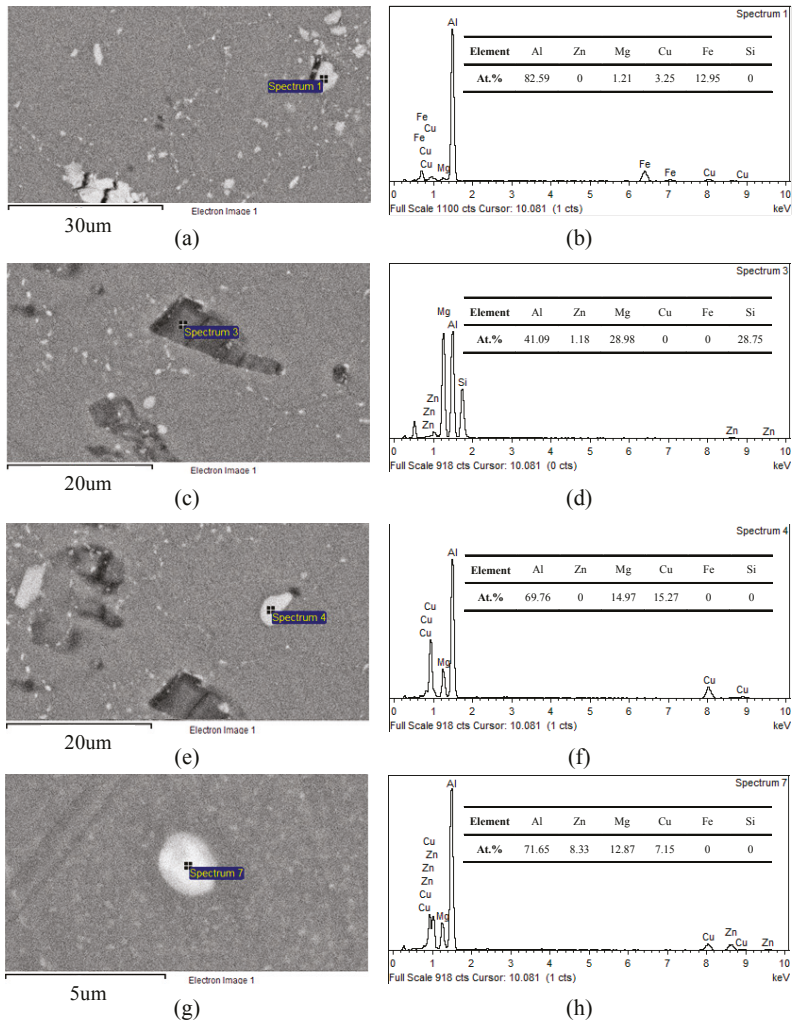 Spectrum 1
30um
Electron Image 1
(a)
Spectrum 1
Al
Element Al Zn Mg Cu Fe Si
At.% 82.59 0 1.21 3.25 12.95 0
Fe
Cu
Fe
Cu
Cu
Mg
Fe
Fe
Cu
Cu
0 1 2 3 4 5 6 7 8 9 10
Full Scale 1100 cts Cursor: 10.081 (1 cts)
keV
(b)
Spectrum 3
20um
Electron Image 1
(c)
Spectrum 3
Mg
Al
Element Al Zn Mg Cu Fe Si
At.% 41.09 1.18 28.98 0 0 28.75
Si
Zn
Zn
Zn
Zn
Zn
0 1 2 3 4 5 6 7 8 9 10
Full Scale 918 cts Cursor: 10.081 (0 cts)
keV
(d)
Spectrum 4
20um
Electron Image 1
(e)
Spectrum 4
Al
Element Al Zn Mg Cu Fe Si
At.% 69.76 0 14.97 15.27 0 0
Cu
Cu
Cu
Mg
Cu
Cu
0 1 2 3 4 5 6 7 8 9 10
Full Scale 918 cts Cursor: 10.081 (1 cts)
keV
(f)
Spectrum 7
5um
Electron Image 1
(g)
Spectrum 7
Al
Element Al Zn Mg Cu Fe Si
At.% 71.65 8.33 12.87 7.15 0 0
Cu
Zn
Zn
Zn
Cu
Cu
Mg
Cu
Zn
Cu
Zn
0 1 2 3 4 5 6 7 8 9 10
Full Scale 918 cts Cursor: 10.081 (1 cts)
keV
(h)